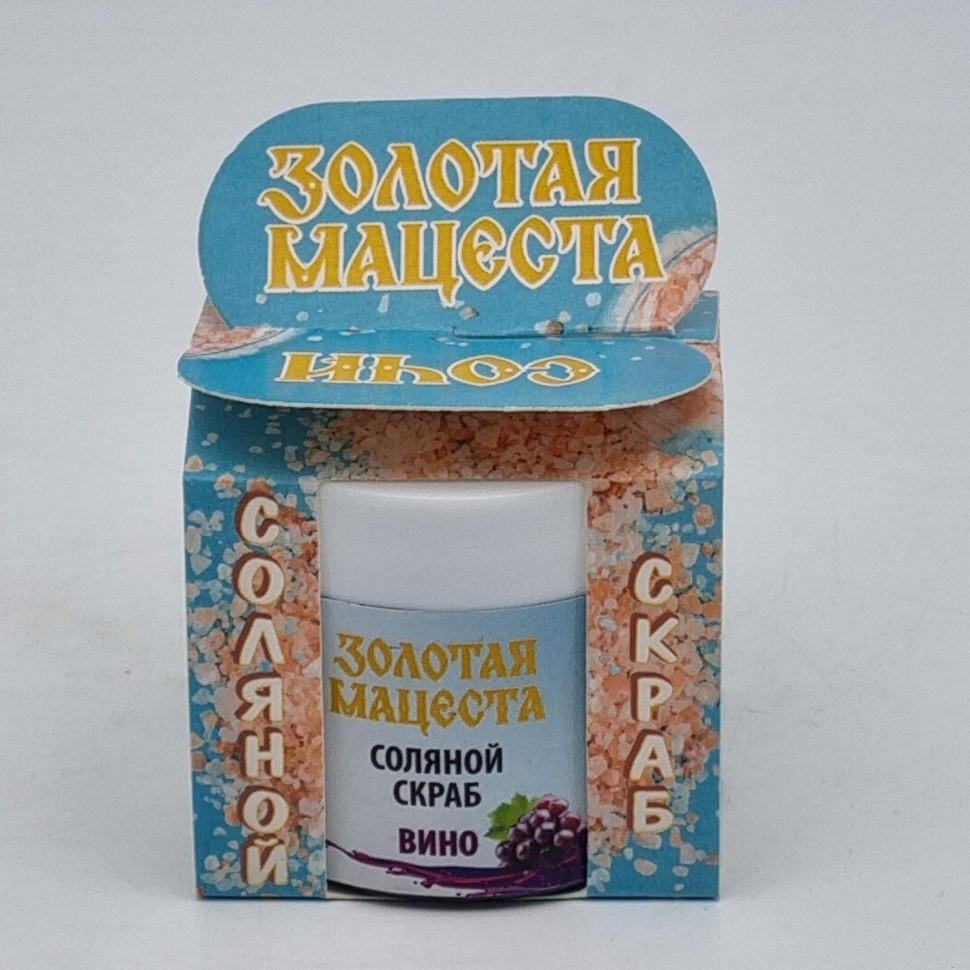 ЗОЛОТАЯ
МАЦЕСТА
СОЧИ
СОЛЯНОЙ
СКРАБ
ЗОЛОТАЯ
МАЦЕСТА
СОЛЯНОЙ
СКРАБ
ВИНО